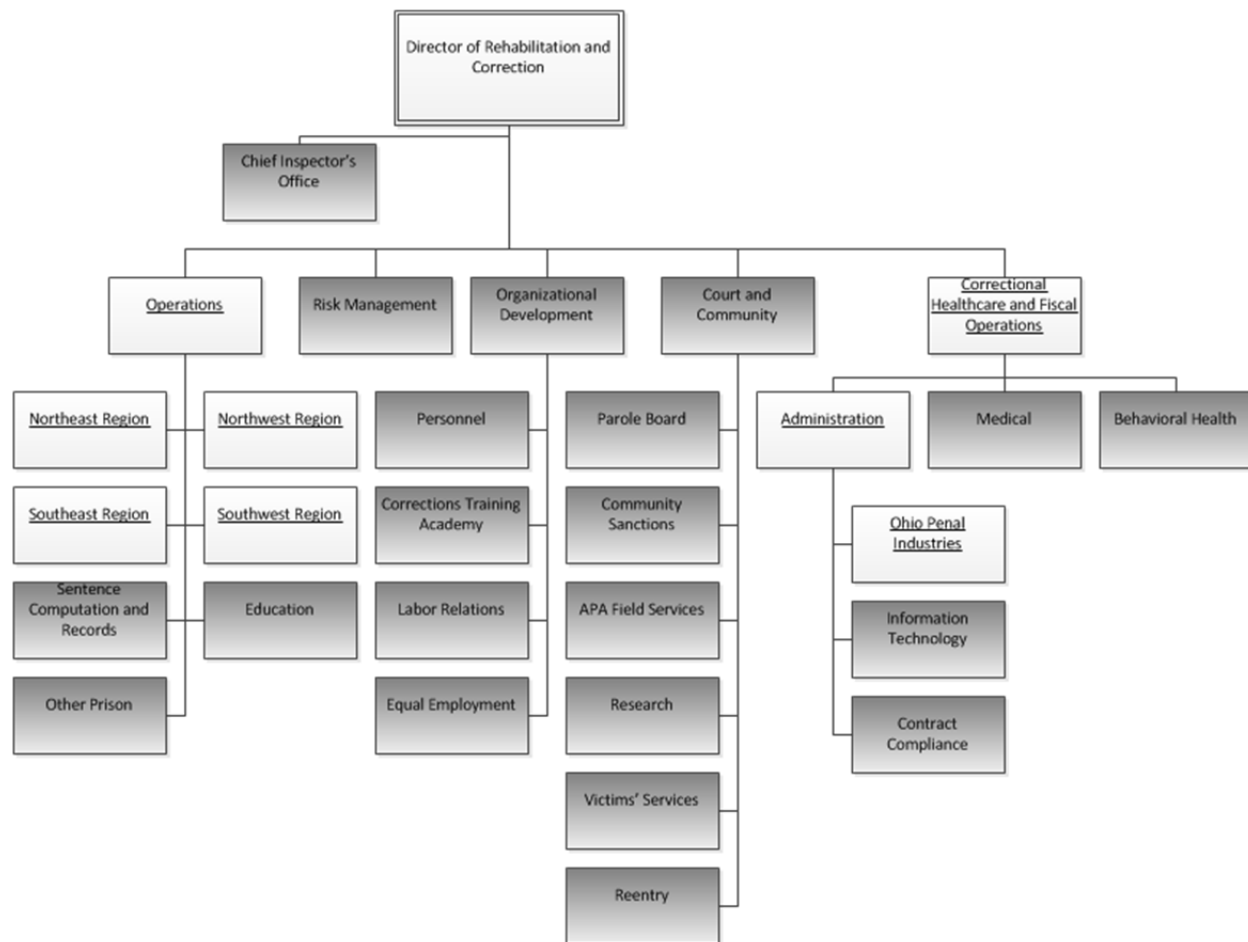 Director of Rehabilitation and
Correction
Chief Inspector's
Office
Operations
Risk Management
Organizational
Development
Court and
Community
Correctional
Healthcare and Fiscal
Operations
Northeast Region
Northwest Region
Personnel
Parole Board
Administration
Medical
Behavioral Health
Southeast Region
Southwest Region
Corrections Training
Academy
Community
Sanctions
Ohio Penal
Industries
Sentence
Computation and
Records
Education
Labor Relations
APA Field Services
Information
Technology
Other Prison
Equal Employment
Research
Contract
Compliance
Victims' Services
Reentry